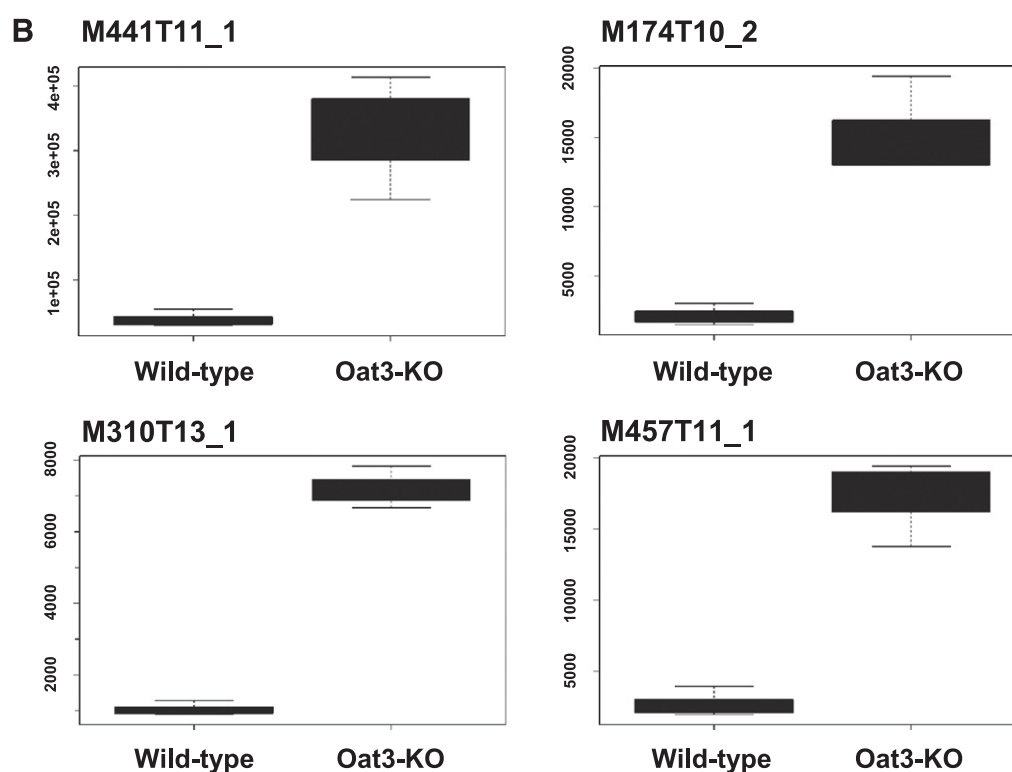 B
M441T11_1
4e+05
3e+05
2e+05
1e+05
Wild-type Oat3-KO
M174T10_2
20000
15000
10000
5000
Wild-type Oat3-KO
M310T13_1
8000
6000
4000
2000
Wild-type Oat3-KO
M457T11_1
20000
15000
10000
5000
Wild-type Oat3-KO